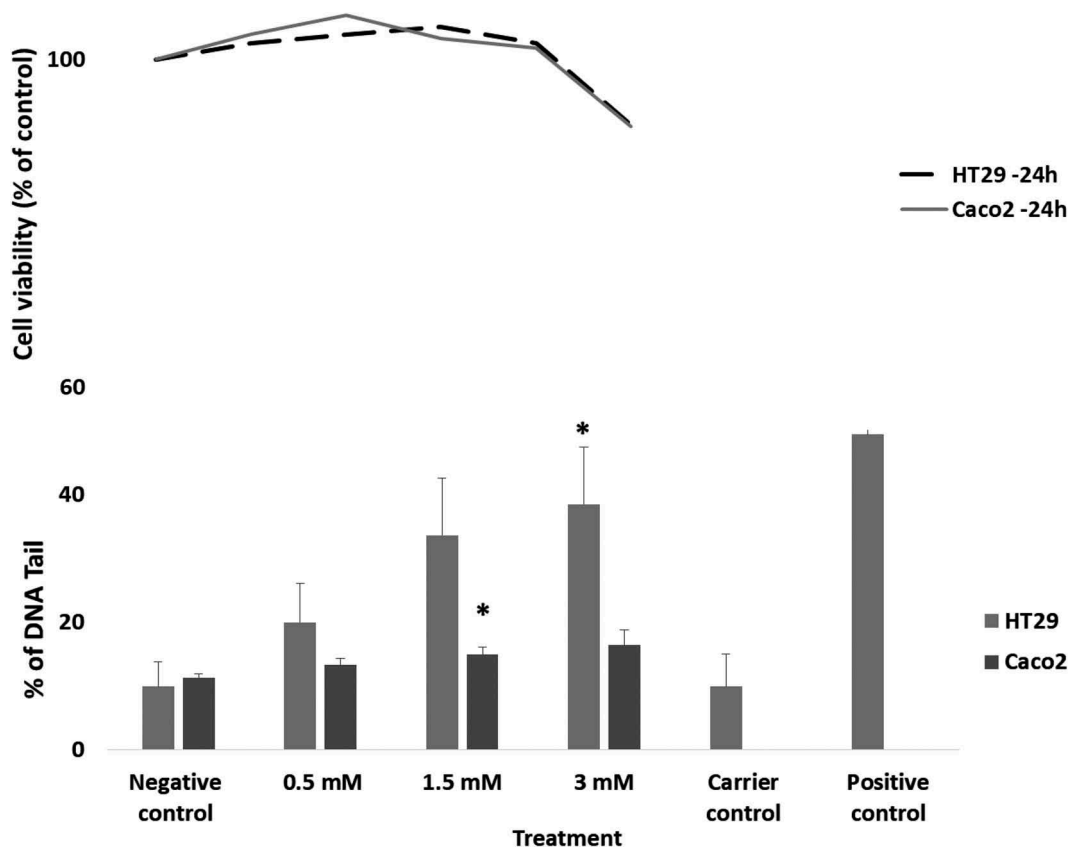 Cell viability (% of control)
100
HT29 -24h
Caco2 -24h
60
40
20
0
% of DNA Tail
*
*
HT29
Caco2
Negative control
0.5 mM
1.5 mM
3 mM
Carrier control
Positive control
Treatment